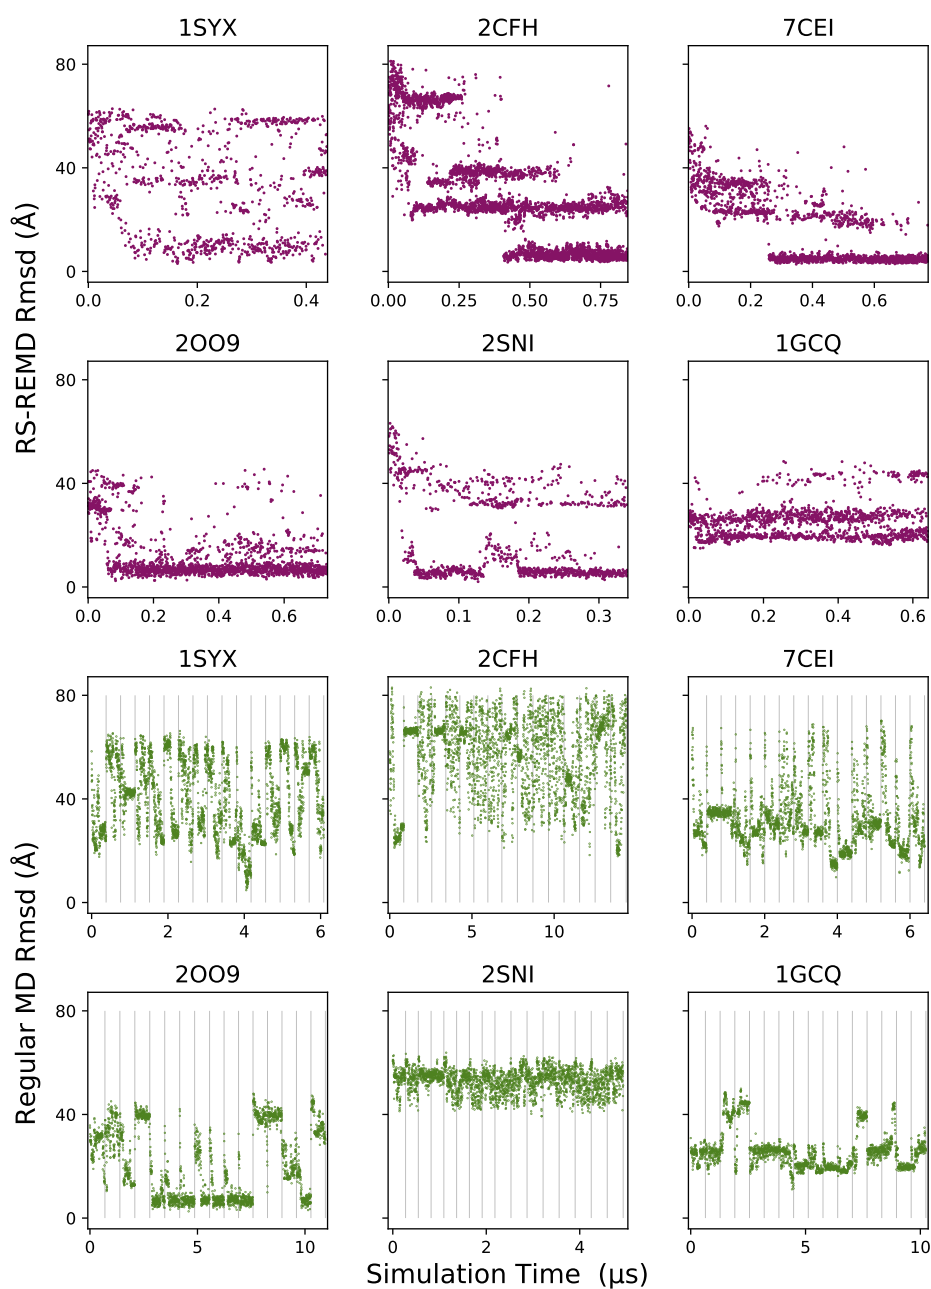 1SYX 2CFH 7CEI
80
40
0
0.0 0.2 0.4 0.00 0.25 0.50 0.75 0.0 0.2 0.4 0.6
2OO9 2SNI 1GCQ
80
40
0
0.0 0.2 0.4 0.6 0.0 0.1 0.2 0.3 0.0 0.2 0.4 0.6
RS-REMD Rmsd (Å)
1SYX 2CFH 7CEI
80
40
0
0 2 4 6 0 5 10 0 2 4 6
2OO9 2SNI 1GCQ
80
40
0
0 5 10 0 2 4 0 5 10
Regular MD Rmsd (Å)
Simulation Time (μs)